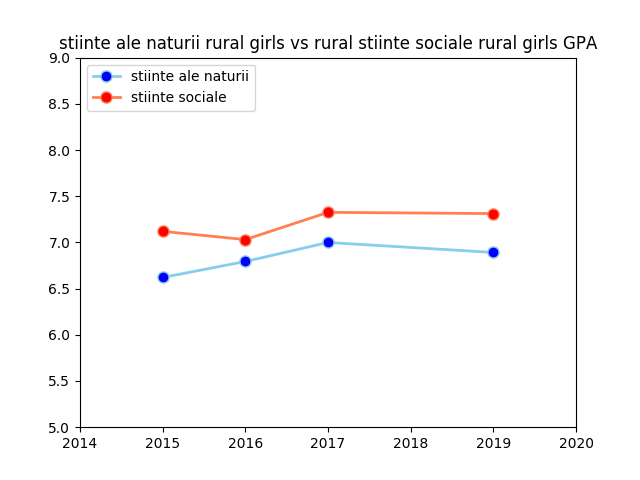 stiinte ale naturii rural girls vs rural stiinte sociale rural girls GPA
stiinte ale naturii
stiinte sociale
9.0
8.5
8.0
7.5
7.0
6.5
6.0
5.5
5.0
2014 2015 2016 2017 2018 2019 2020